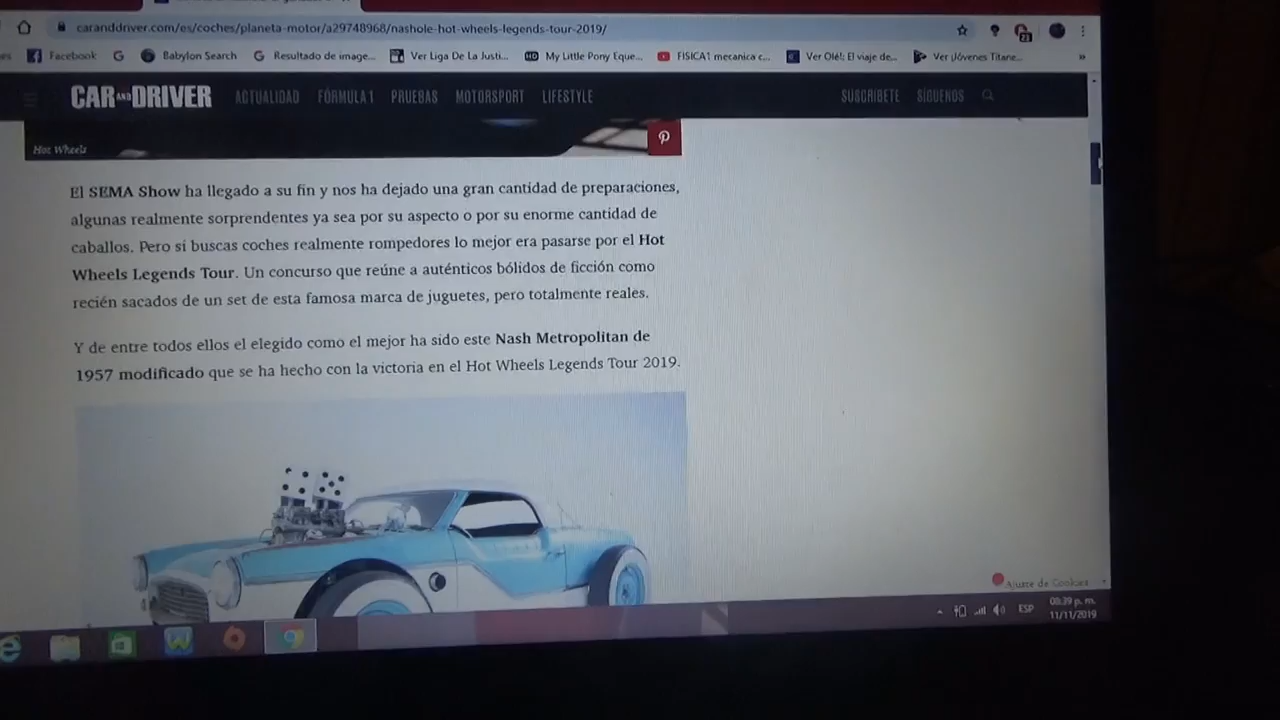 caranddriver.com/es/coches/planeta-motor/a29748968/nashole-hot-wheels-legends-tour-2019/
23
es Facebook Babylon Search Resultado de image... Ver Liga De La Justi... HD My Little Pony Eque... FISICA1 mecanica c... Ver Olé!: El viaje de... Ver ¡Jóvenes Titane... »
CAR AND DRIVER ACTUALIDAD FÓRMULA 1 PRUEBAS MOTORSPORT LIFESTYLE SUSCRÍBETE SÍGUENOS
Hot Wheels
El SEMA Show ha llegado a su fin y nos ha dejado una gran cantidad de preparaciones,
algunas realmente sorprendentes ya sea por su aspecto o por su enorme cantidad de
caballos. Pero si buscas coches realmente rompedores lo mejor era pasarse por el Hot
Wheels Legends Tour. Un concurso que reúne a auténticos bólidos de ficción como
recién sacados de un set de esta famosa marca de juguetes, pero totalmente reales.
Y de entre todos ellos el elegido como el mejor ha sido este Nash Metropolitan de
1957 modificado que se ha hecho con la victoria en el Hot Wheels Legends Tour 2019.
Ajuste de Cookies
ESP
08:39 p. m.
11/11/2019